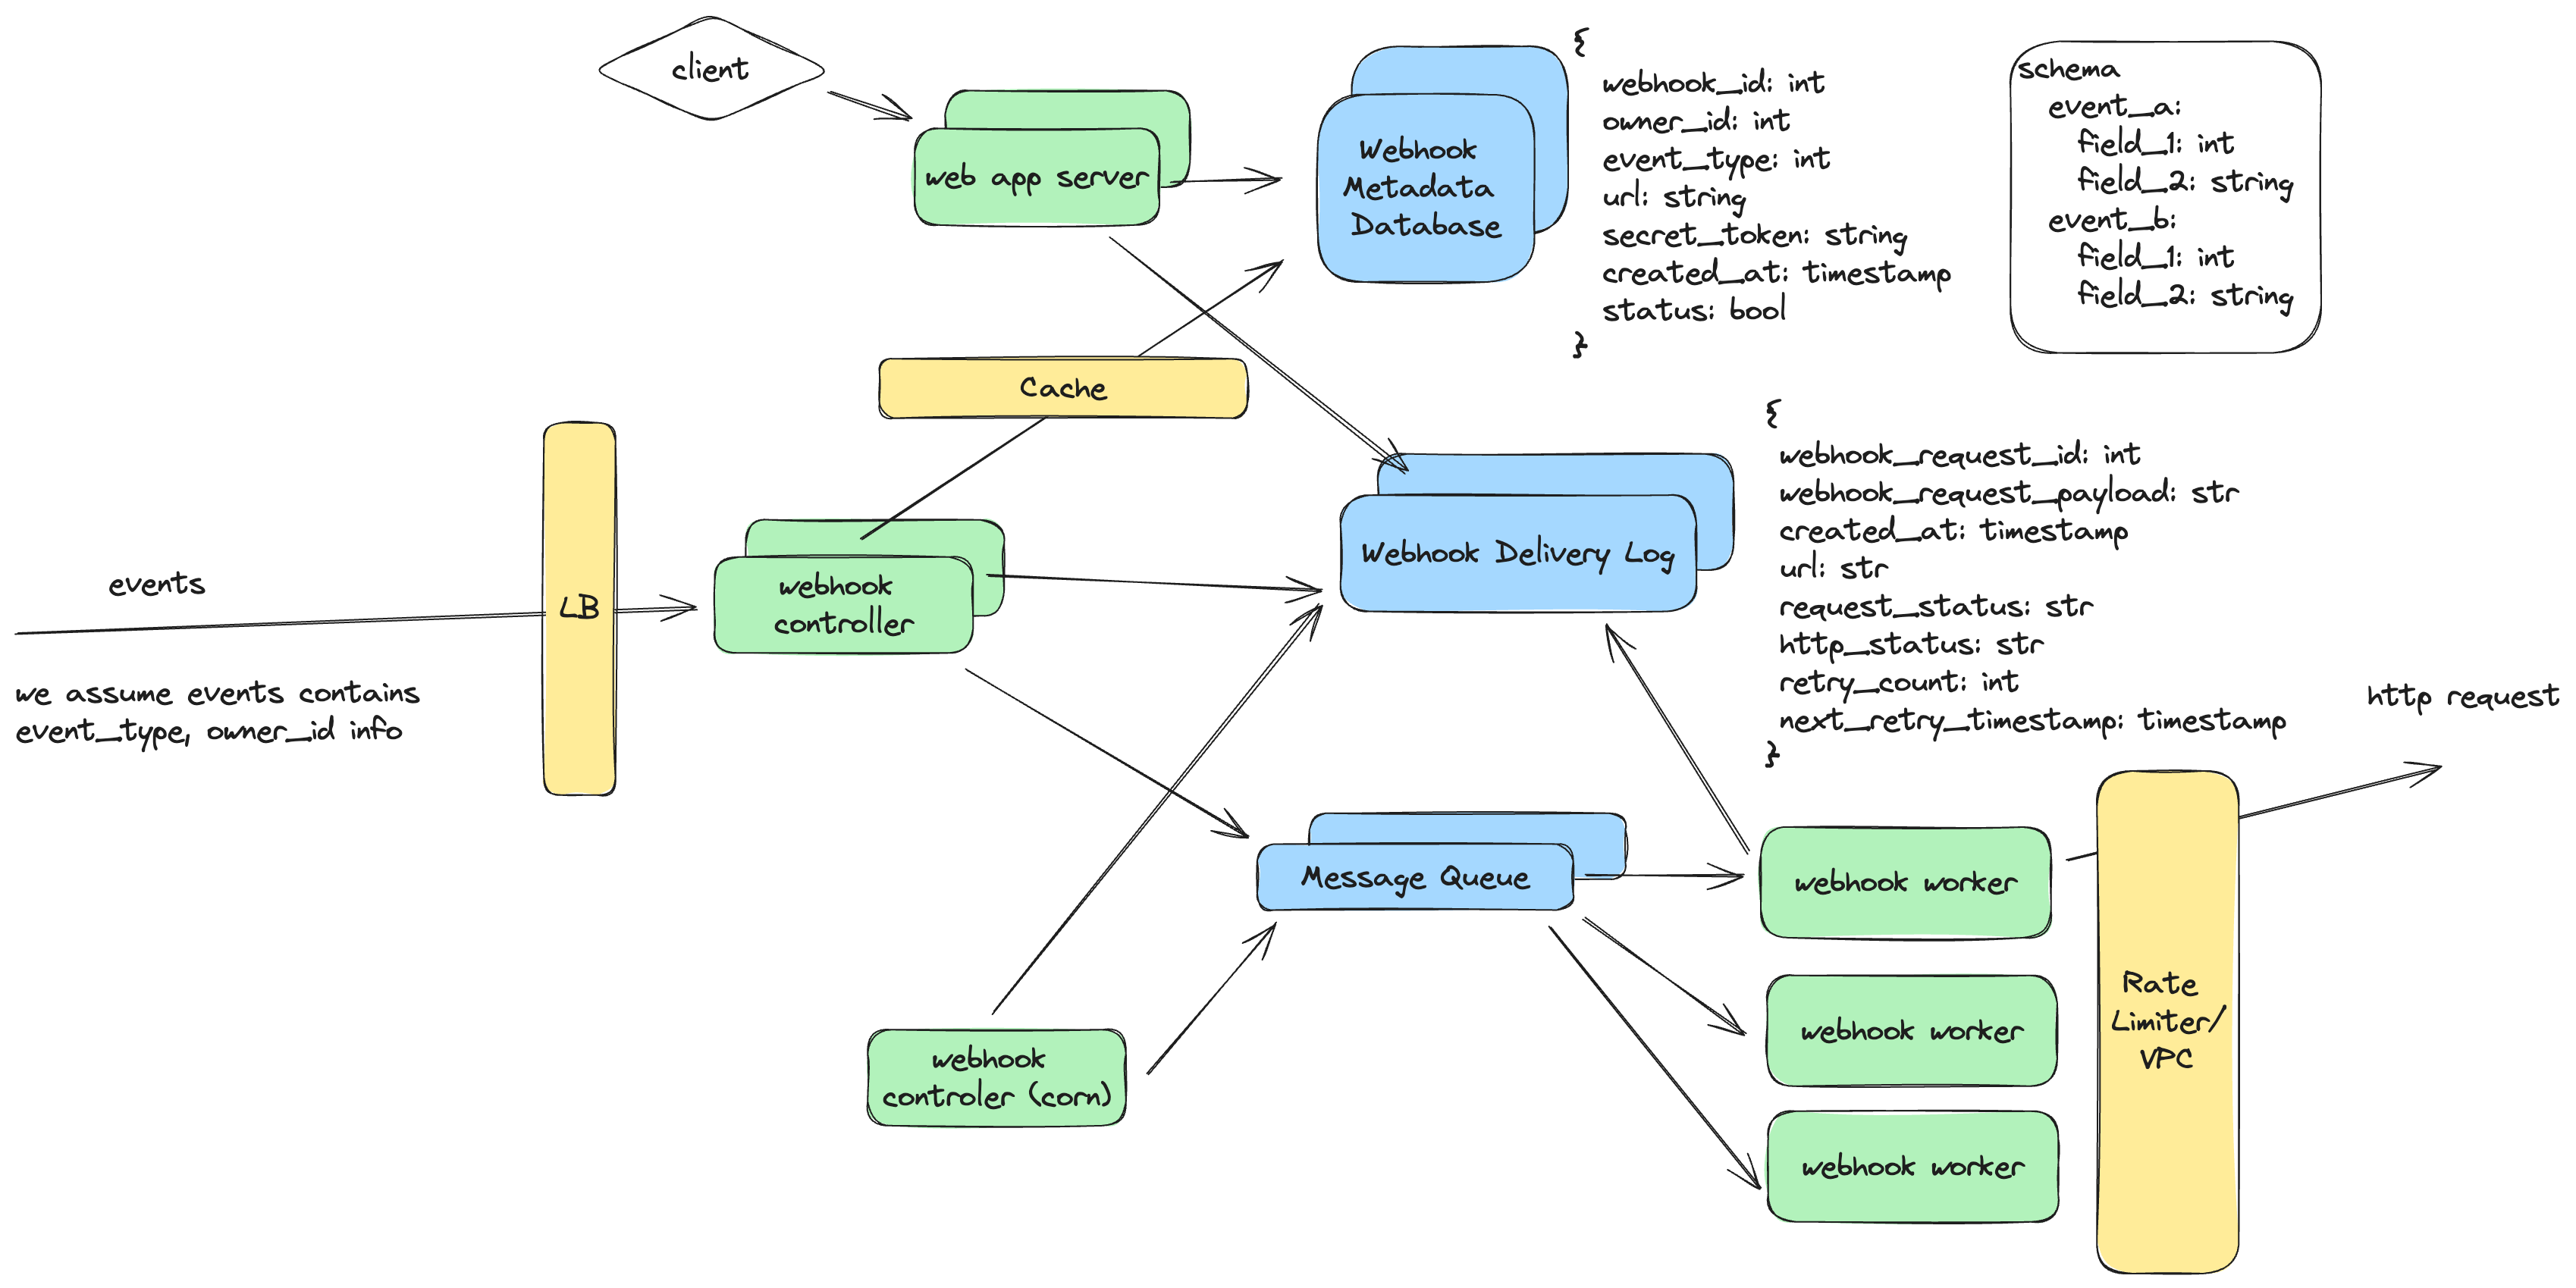 client
web app server
Webhook
Metadata
Database
{
webhook_id: int
owner_id: int
event_type: int
url: string
secret_token: string
created_at: timestamp
status: bool
}
schema
event_a:
field_1: int
field_2: string
event_b:
field_1: int
field_2: string
Cache
events
LB
we assume events contains
event_type, owner_id info
webhook
controller
Webhook Delivery Log
{
webhook_request_id: int
webhook_request_payload: str
created_at: timestamp
url: str
request_status: str
http_status: str
retry_count: int
next_retry_timestamp: timestamp
}
http request
Message Queue
webhook worker
webhook
controler (corn)
webhook worker
webhook worker
Rate
Limiter/
VPC